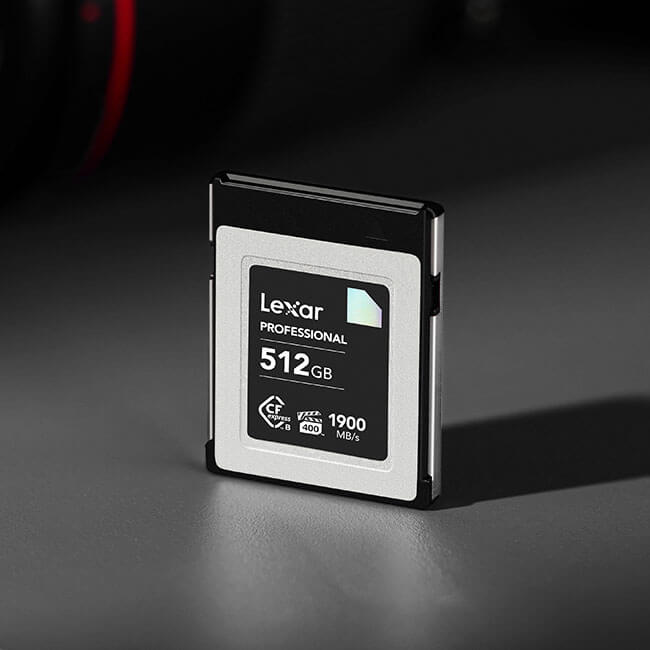 Lexar
PROFESSIONAL
512GB
CF
express
B
400
1900
MB/s